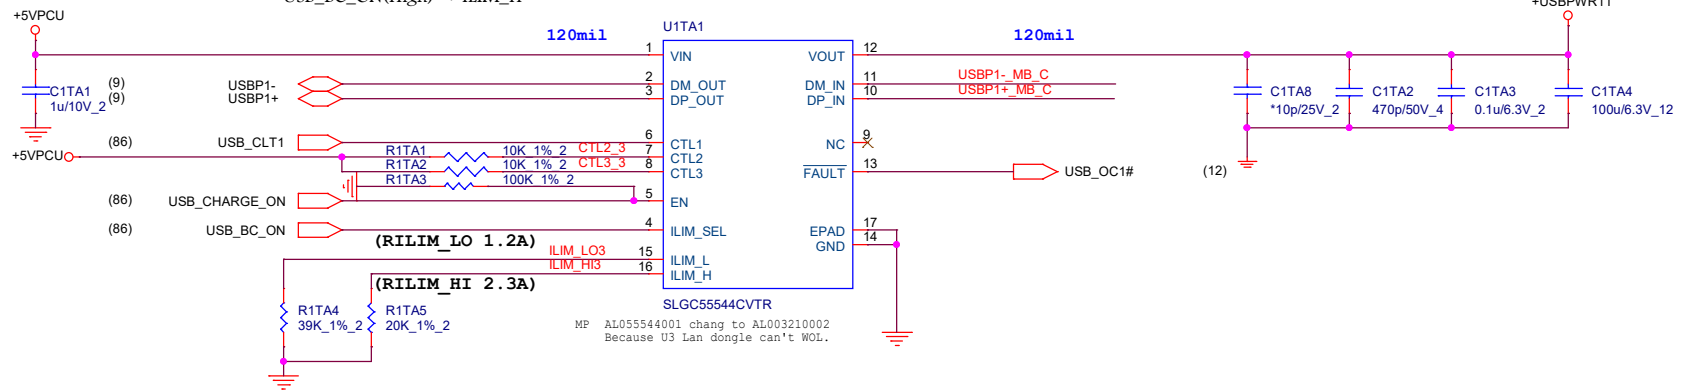 USB_BC_ON(High) -> ILIM_H
+5VPCU
+USBPWRT1
U1TA1
120mil
120mil
1
VIN
VOUT
12
C1TA1
1u/10V_2
(9)
(9)
USBP1-
USBP1+
2
3
DM_OUT
DP_OUT
DM_IN
DP_IN
11
10
USBP1-_MB_C
USBP1+_MB_C
C1TA8
*10p/25V_2
C1TA2
470p/50V_4
C1TA3
0.1u/6.3V_2
C1TA4
100u/6.3V_12
(86)
USB_CLT1
6
CTL1
NC
9
+5VPCU
R1TA1
10K_1%_2
CTL2_3
7
CTL2
R1TA2
10K_1%_2
CTL3_3
8
CTL3
FAULT
13
USB_OC1#
(12)
R1TA3
100K_1%_2
(86)
USB_CHARGE_ON
5
EN
(86)
USB_BC_ON
4
ILIM_SEL
EPAD
17
GND
14
(RILIM_LO 1.2A)
ILIM_LO3
15
ILIM_L
ILIM_HI3
16
ILIM_H
(RILIM_HI 2.3A)
R1TA4
39K_1%_2
R1TA5
20K_1%_2
SLGC55544CVTR
MP AL055544001 chang to AL003210002
Because U3 Lan dongle can't WOL.